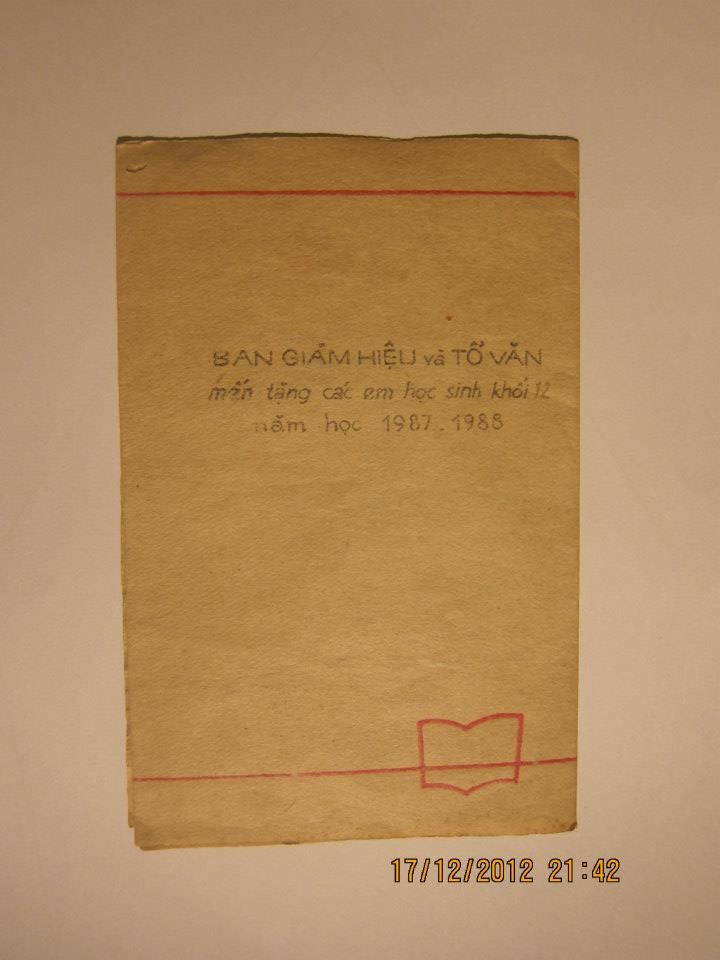 BAN GIÁM HIỆU và TỔ VĂN
mến tặng các em học sinh khối 12
năm học 1987.1988
17/12/2012 21:42